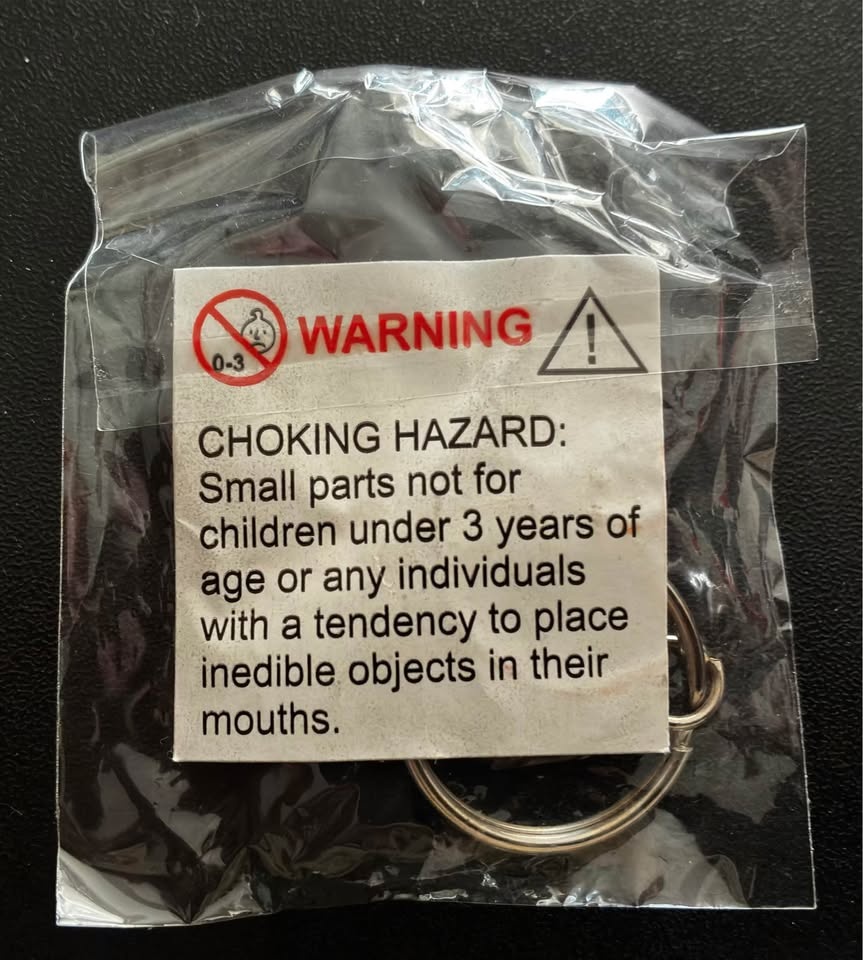 0-3 WARNING !
CHOKING HAZARD:
Small parts not for
children under 3 years of
age or any individuals
with a tendency to place
inedible objects in their
mouths.